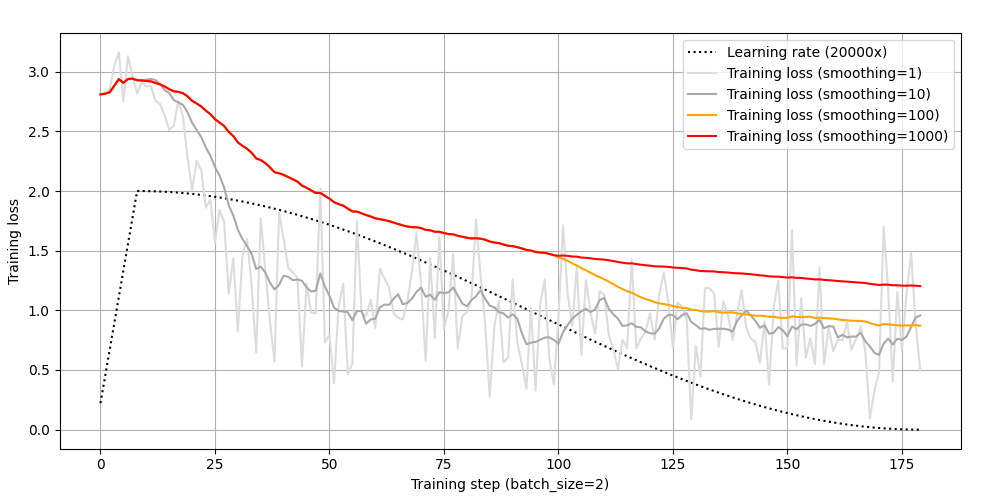 Learning rate (20000x)
Training loss (smoothing=1)
Training loss (smoothing=10)
Training loss (smoothing=100)
Training loss (smoothing=1000)
Training loss
3.0
2.5
2.0
1.5
1.0
0.5
0.0
0 25 50 75 100 125 150 175
Training step (batch_size=2)